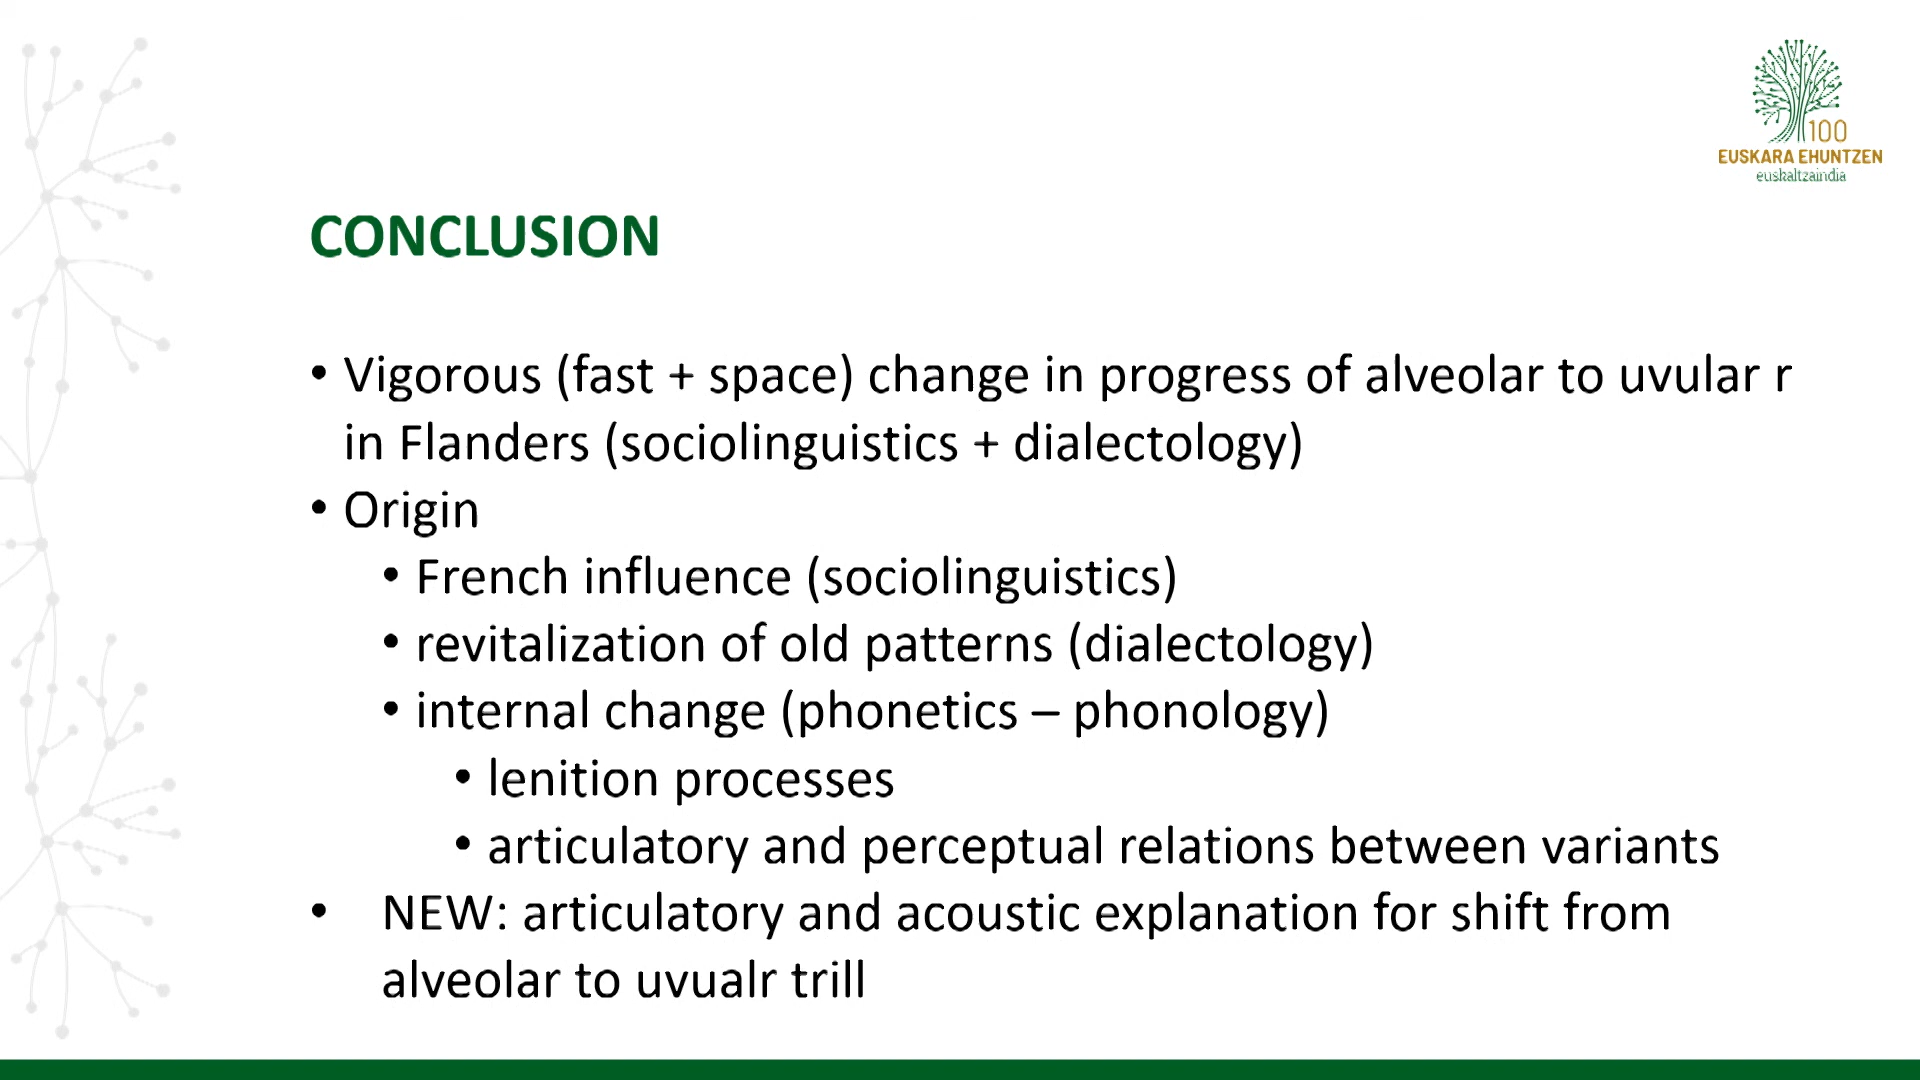 100
EUSKARA EHUNTZEN
euskaltzaindia
CONCLUSION
• Vigorous (fast + space) change in progress of alveolar to uvular r
in Flanders (sociolinguistics + dialectology)
• Origin
• French influence (sociolinguistics)
• revitalization of old patterns (dialectology)
• internal change (phonetics – phonology)
• lenition processes
• articulatory and perceptual relations between variants
• NEW: articulatory and acoustic explanation for shift from
alveolar to uvualr trill